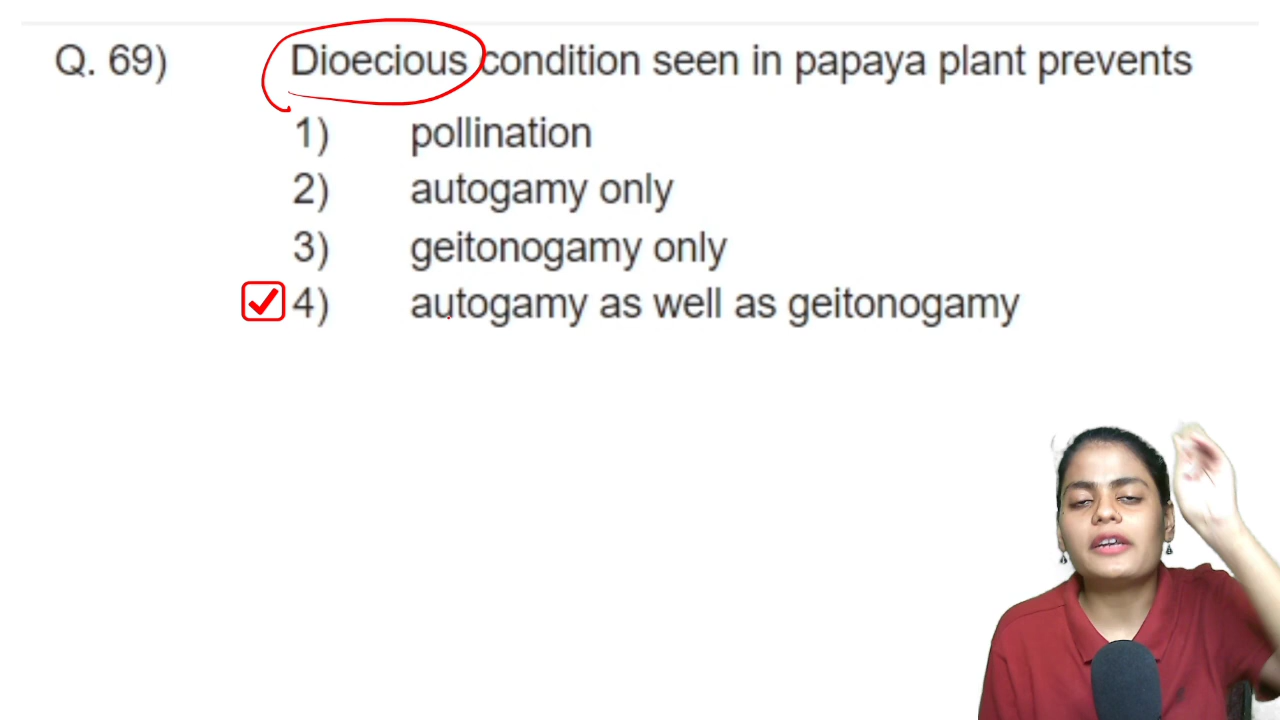 Q. 69) Dioecious condition seen in papaya plant prevents
1) pollination
2) autogamy only
3) geitonogamy only
4) autogamy as well as geitonogamy